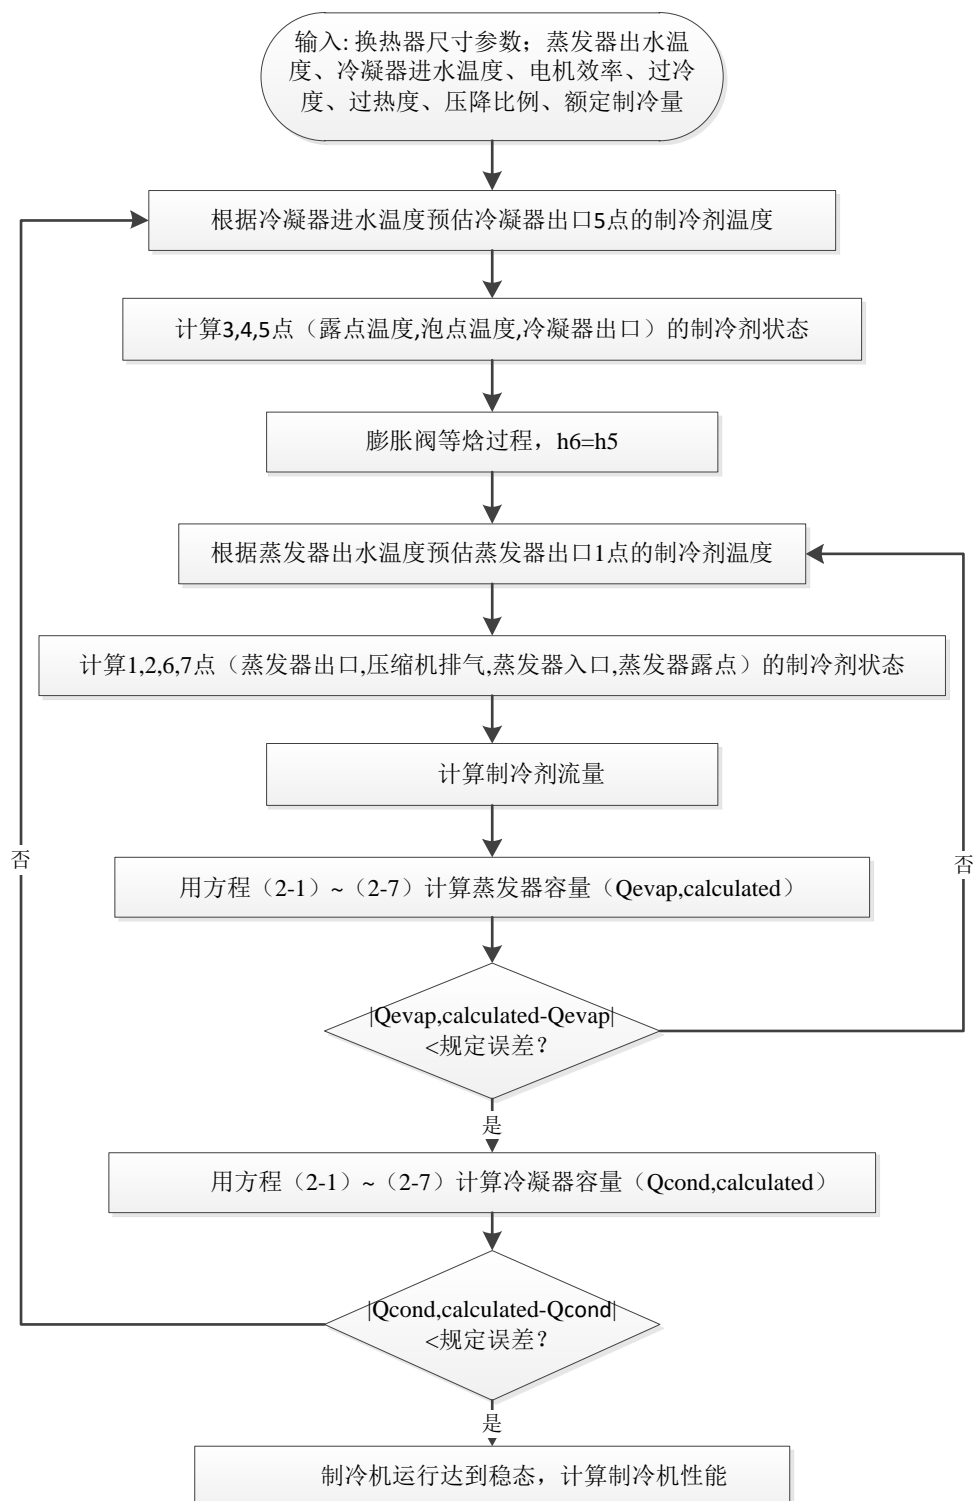 输入: 换热器尺寸参数；蒸发器出水温
度、冷凝器进水温度、电机效率、过冷
度、过热度、压降比例、额定制冷量
根据冷凝器进水温度预估冷凝器出口5点的制冷剂温度
计算3,4,5点（露点温度,泡点温度,冷凝器出口）的制冷剂状态
膨胀阀等焓过程，h6=h5
根据蒸发器出水温度预估蒸发器出口1点的制冷剂温度
计算1,2,6,7点（蒸发器出口,压缩机排气,蒸发器入口,蒸发器露点）的制冷剂状态
计算制冷剂流量
否
否
用方程（2-1）~（2-7）计算蒸发器容量（Qevap,calculated）
|Qevap,calculated-Qevap|
<规定误差？
是
用方程（2-1）~（2-7）计算冷凝器容量（Qcond,calculated）
|Qcond,calculated-Qcond|
<规定误差？
是
制冷机运行达到稳态，计算制冷机性能